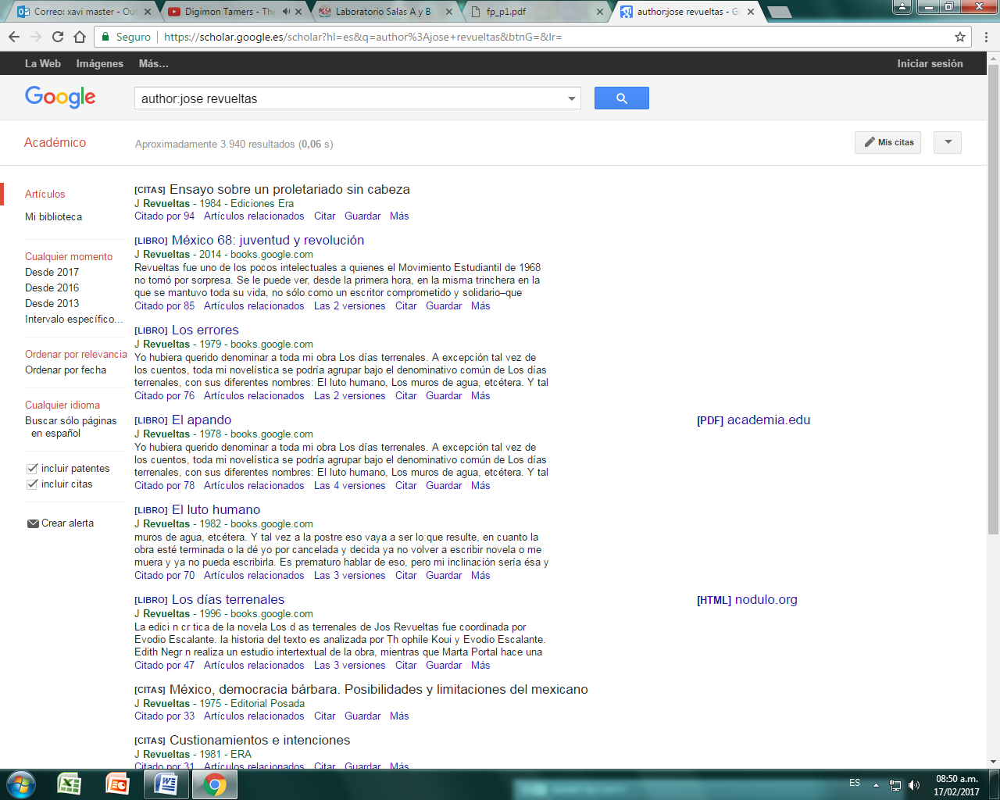 Correo: xavi master - Out
Digimon Tamers - The
Laboratorio Salas A y B
fp_p1.pdf
author:jose revueltas - G
Seguro
https://scholar.google.es/scholar?hl=es&q=author%3Ajose+revueltas&btnG=&lr=
La Web Imágenes Más... Iniciar sesión
Google
author:jose revueltas
Académico
Aproximadamente 3.940 resultados (0,06 s)
Mis citas
Artículos
Mi biblioteca
Cualquier momento
Desde 2017
Desde 2016
Desde 2013
Intervalo específico...
Ordenar por relevancia
Ordenar por fecha
Cualquier idioma
Buscar sólo páginas
en español
incluir patentes
incluir citas
Crear alerta
[CITAS] Ensayo sobre un proletariado sin cabeza
J Revueltas - 1984 - Ediciones Era
Citado por 94 Artículos relacionados Citar Guardar Más
[LIBRO] México 68: juventud y revolución
J Revueltas - 2014 - books.google.com
Revueltas fue uno de los pocos intelectuales a quienes el Movimiento Estudiantil de 1968
no tomó por sorpresa. Se le puede ver, desde la primera hora, en la misma trinchera en la
que se mantuvo toda su vida, no sólo como un escritor comprometido y solidario–que
Citado por 85 Artículos relacionados Las 2 versiones Citar Guardar Más
[LIBRO] Los errores
J Revueltas - 1979 - books.google.com
Yo hubiera querido denominar a toda mi obra Los días terrenales. A excepción tal vez de
los cuentos, toda mi novelística se podría agrupar bajo el denominativo común de Los días
terrenales, con sus diferentes nombres: El luto humano, Los muros de agua, etcétera. Y tal
Citado por 76 Artículos relacionados Las 2 versiones Citar Guardar Más
[LIBRO] El apando
[PDF] academia.edu
J Revueltas - 1978 - books.google.com
Yo hubiera querido denominar a toda mi obra Los días terrenales. A excepción tal vez de
los cuentos, toda mi novelística se podría agrupar bajo el denominativo común de Los días
terrenales, con sus diferentes nombres: El luto humano, Los muros de agua, etcétera. Y tal
Citado por 78 Artículos relacionados Las 4 versiones Citar Guardar Más
[LIBRO] El luto humano
J Revueltas - 1982 - books.google.com
muros de agua, etcétera. Y tal vez a la postre eso vaya a ser lo que resulte, en cuanto la
obra esté terminada o la dé yo por cancelada y decida ya no volver a escribir novela o me
muera y ya no pueda escribirla. Es prematuro hablar de eso, pero mi inclinación sería ésa y
Citado por 70 Artículos relacionados Las 3 versiones Citar Guardar Más
[LIBRO] Los días terrenales
[HTML] nodulo.org
J Revueltas - 1996 - books.google.com
La edici n cr tica de la novela Los d as terrenales de Jos Revueltas fue coordinada por
Evodio Escalante. la historia del texto es analizada por Th ophile Koui y Evodio Escalante.
Edith Negr n realiza un estudio intertextual de la obra, mientras que Marta Portal hace una
Citado por 47 Artículos relacionados Las 3 versiones Citar Guardar Más
[CITAS] México, democracia bárbara. Posibilidades y limitaciones del mexicano
J Revueltas - 1975 - Editorial Posada
Citado por 33 Artículos relacionados Citar Guardar Más
[CITAS] Custionamientos e intenciones
J Revueltas - 1981 - ERA
Citado por 31 Artículos relacionados Citar Guardar Más
ES
08:50 a.m.
17/02/2017